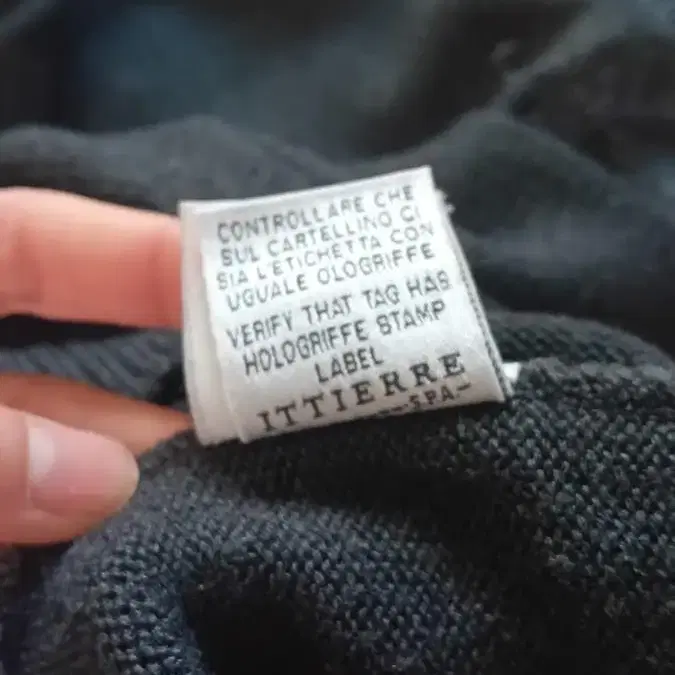 CONTROLLARE CHE
SUL CARTELLINO CI
SIA L'ETICHETTA CON
UGUALE OLOGRIFFE
VERIFY THAT TAG HAS
HOLOGRIFFE STAMP
LABEL
ITTIERRE
-S.P.A-